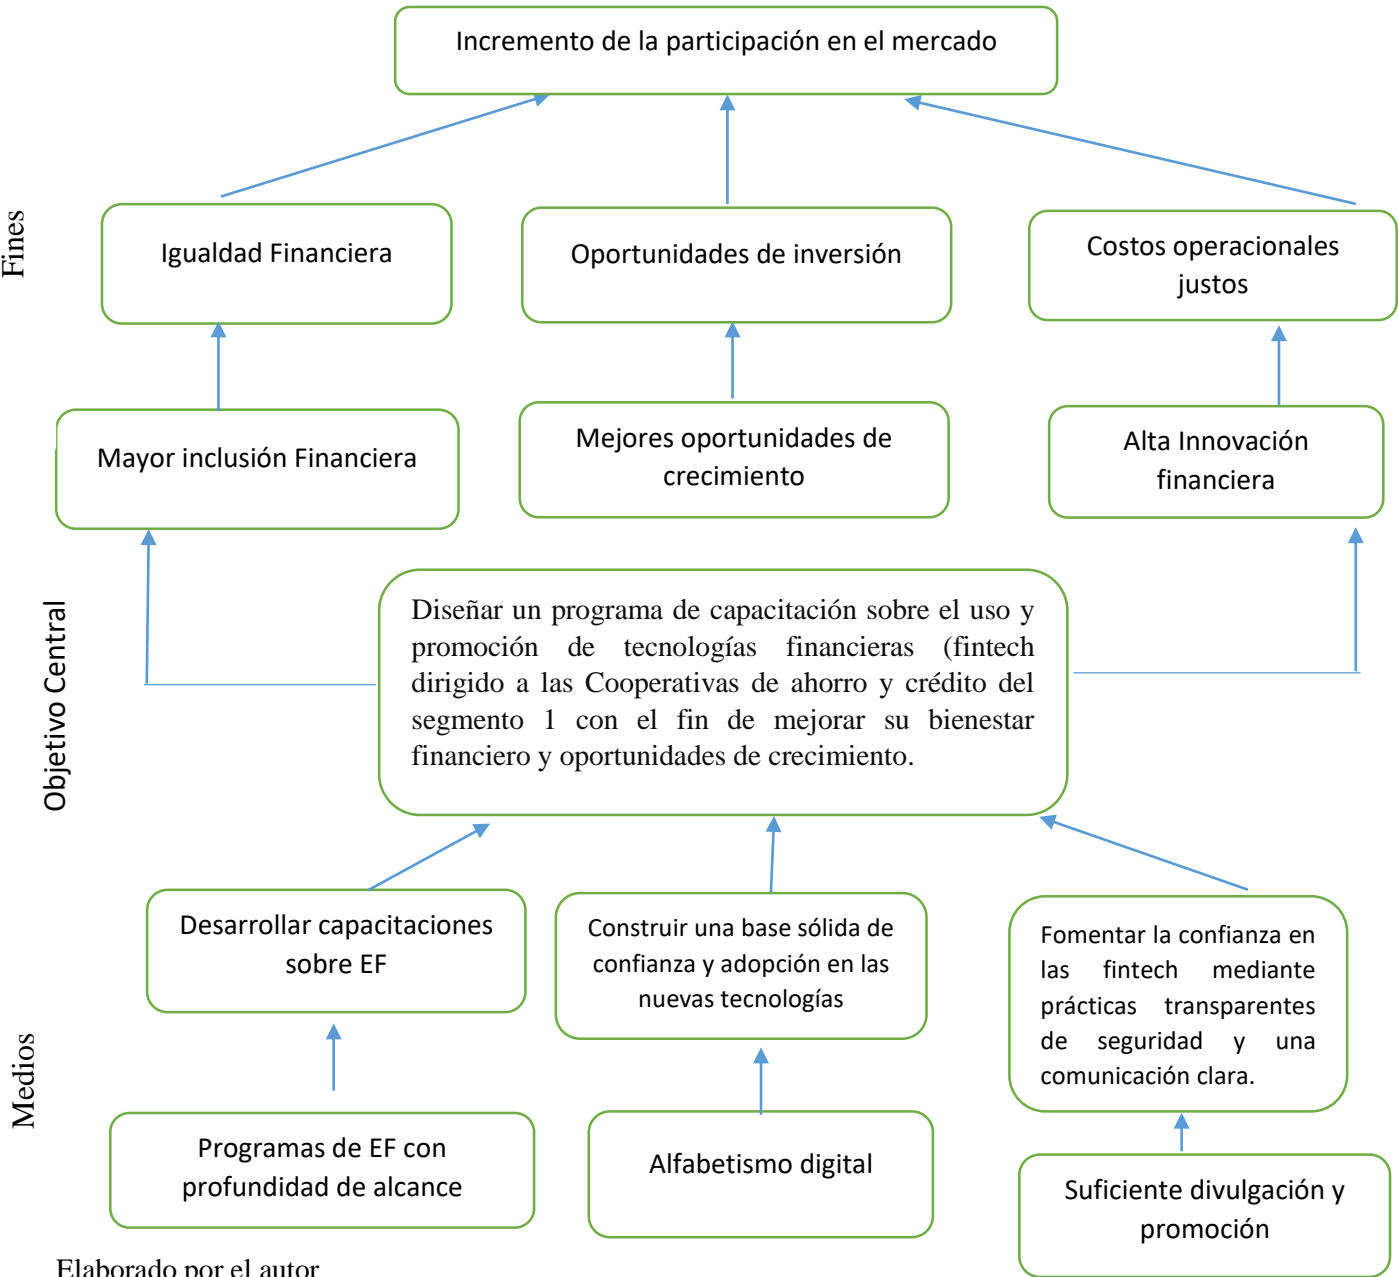 Incremento de la participación en el mercado
Fines
Igualdad Financiera
Oportunidades de inversión
Costos operacionales
justos
Mayor inclusión Financiera
Mejores oportunidades de
crecimiento
Alta Innovación
financiera
Objetivo Central
Diseñar un programa de capacitación sobre el uso y
promoción de tecnologías financieras (fintech
dirigido a las Cooperativas de ahorro y crédito del
segmento 1 con el fin de mejorar su bienestar
financiero y oportunidades de crecimiento.
Medios
Desarrollar capacitaciones
sobre EF
Construir una base sólida de
confianza y adopción en las
nuevas tecnologías
Fomentar la confianza en
las fintech mediante
prácticas transparentes
de seguridad y una
comunicación clara.
Programas de EF con
profundidad de alcance
Alfabetismo digital
Suficiente divulgación y
promoción
Elaborado por el autor